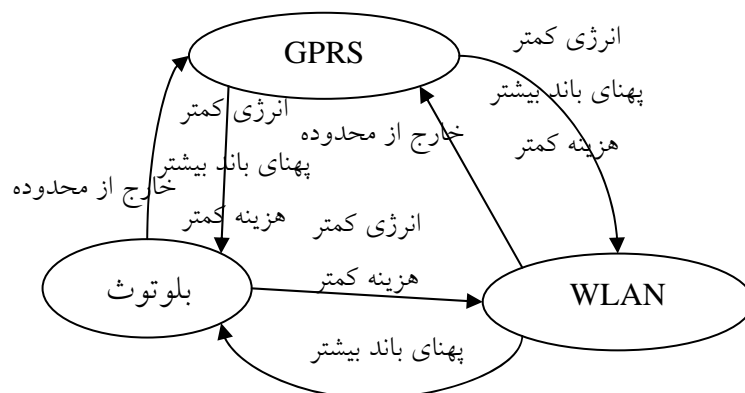 GPRS
انرژی کمتر
پهنای باند بیشتر
هزینه کمتر
انرژی کمتر
پهنای باند بیشتر
هزینه کمتر
خارج از محدوده
خارج از محدوده
انرژی کمتر
هزینه کمتر
بلوتوث
WLAN
پهنای باند بیشتر